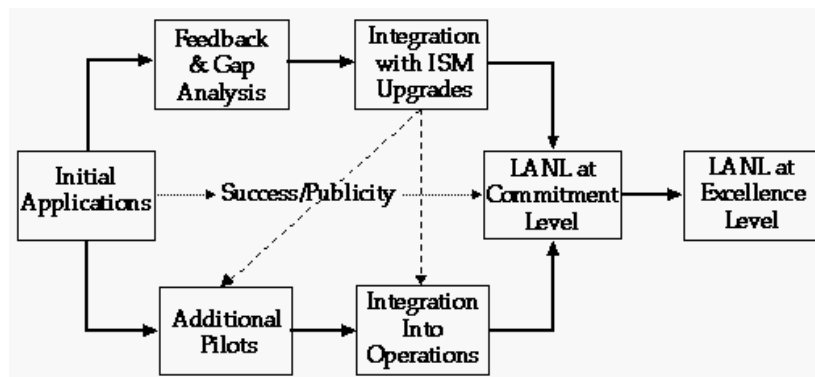 Feedback
& Gap
Analysis
Integration
with ISM
Upgrades
Initial
Applications
Success/Publicity
LANL at
Commitment
Level
LANL at
Excellence
Level
Additional
Pilots
Integration
Into
Operations